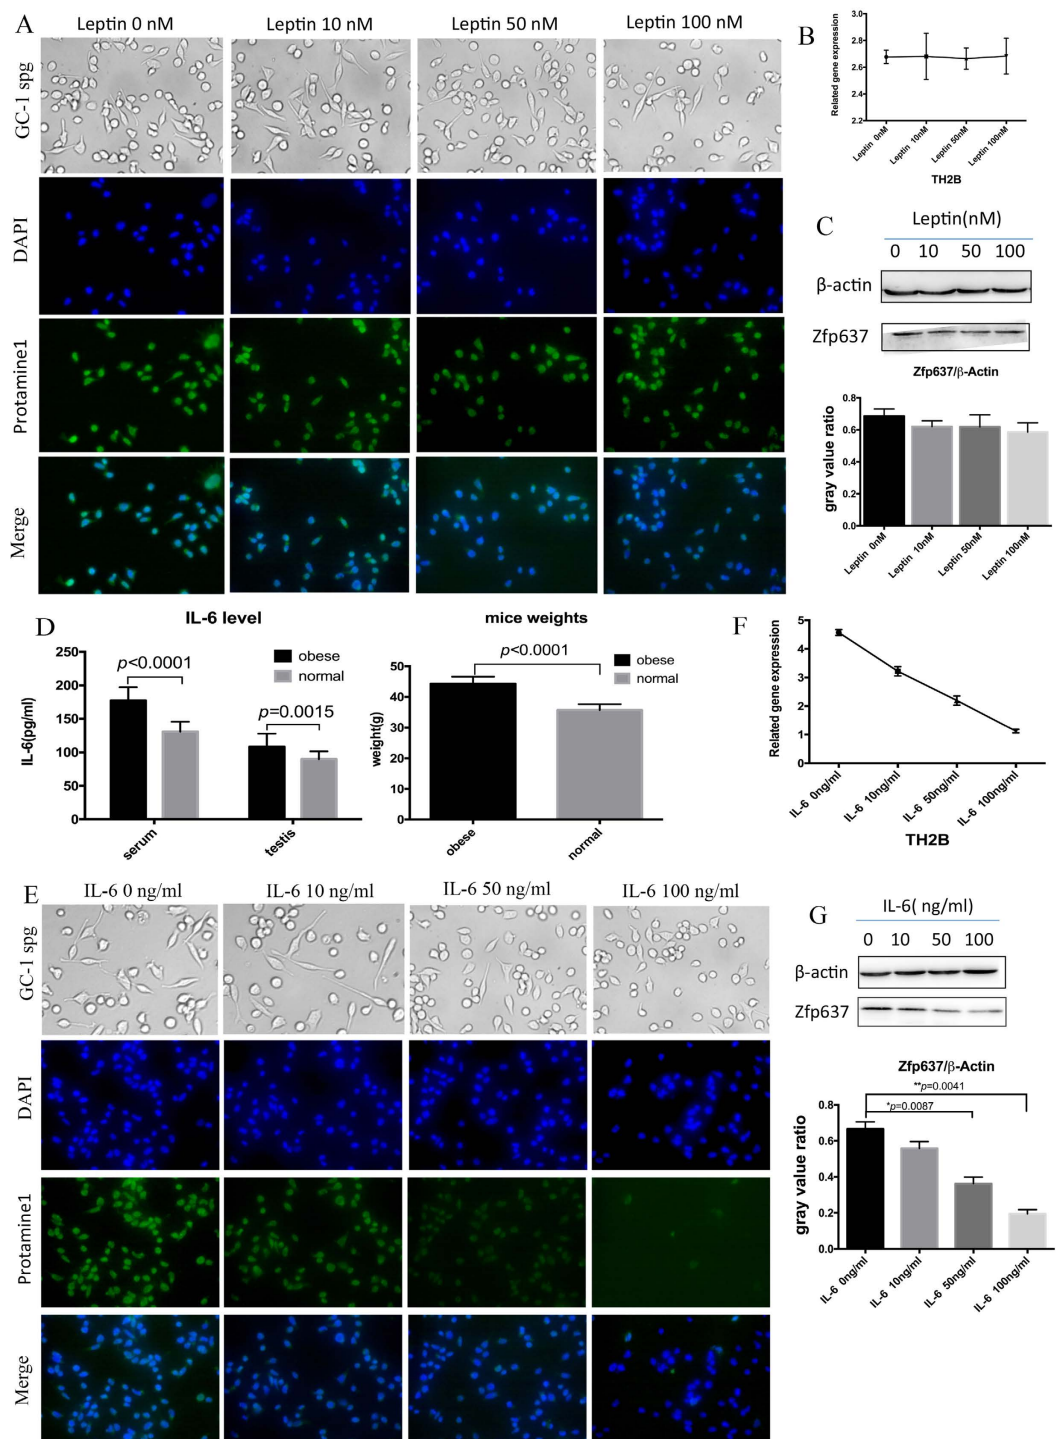 A
Leptin 0 nM
Leptin 10 nM
Leptin 50 nM
Leptin 100 nM
GC-1 spg
DAPI
Protamine1
Merge
B
Related gene expression
3.0
2.8
2.6
2.4
2.2
Leptin 0nM
Leptin 10nM
Leptin 50nM
Leptin 100nM
TH2B
C
Leptin(nM)
0 10 50 100
β-actin
Zfp637
Zfp637/β-Actin
gray value ratio
0.8
0.6
0.4
0.2
0.0
Leptin 0nM
Leptin 10nM
Leptin 50nM
Leptin 100nM
D
IL-6 level
IL-6(pg/ml)
250
200
150
100
50
0
p<0.0001
p=0.0015
obese
normal
serum
testis
mice weights
weight(g)
50
40
30
20
10
0
p<0.0001
obese
normal
obese
normal
F
Related gene expression
5
4
3
2
1
0
IL-6 0ng/ml
IL-6 10ng/ml
IL-6 50ng/ml
IL-6 100ng/ml
TH2B
E
IL-6 0 ng/ml
IL-6 10 ng/ml
IL-6 50 ng/ml
IL-6 100 ng/ml
GC-1 spg
DAPI
Protamine1
Merge
G
IL-6( ng/ml)
0 10 50 100
β-actin
Zfp637
Zfp637/β-Actin
**p=0.0041
*p=0.0087
gray value ratio
0.8
0.6
0.4
0.2
0.0
IL-6 0ng/ml
IL-6 10ng/ml
IL-6 50ng/ml
IL-6 100ng/ml